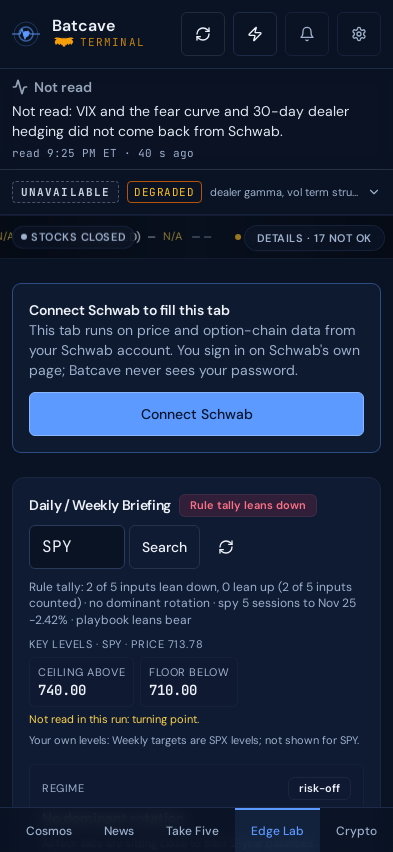 Batcave
TERMINAL
Not read
Not read: VIX and the fear curve and 30-day dealer
hedging did not come back from Schwab.
read 9:25 PM ET · 40 s ago
UNAVAILABLE DEGRADED dealer gamma, vol term stru…
STOCKS CLOSED — N/A —— DETAILS · 17 NOT OK
Connect Schwab to fill this tab
This tab runs on price and option-chain data from
your Schwab account. You sign in on Schwab's own
page; Batcave never sees your password.
Connect Schwab
Daily / Weekly Briefing Rule tally leans down
SPY Search
Rule tally: 2 of 5 inputs lean down, 0 lean up (2 of 5 inputs
counted) · no dominant rotation · spy 5 sessions to Nov 25
-2.42% · playbook leans bear
KEY LEVELS · SPY · PRICE 713.78
CEILING ABOVE FLOOR BELOW
740.00 710.00
Not read in this run: turning point.
Your own levels: Weekly targets are SPX levels; not shown for SPY.
REGIME risk-off
Cosmos News Take Five Edge Lab Crypto